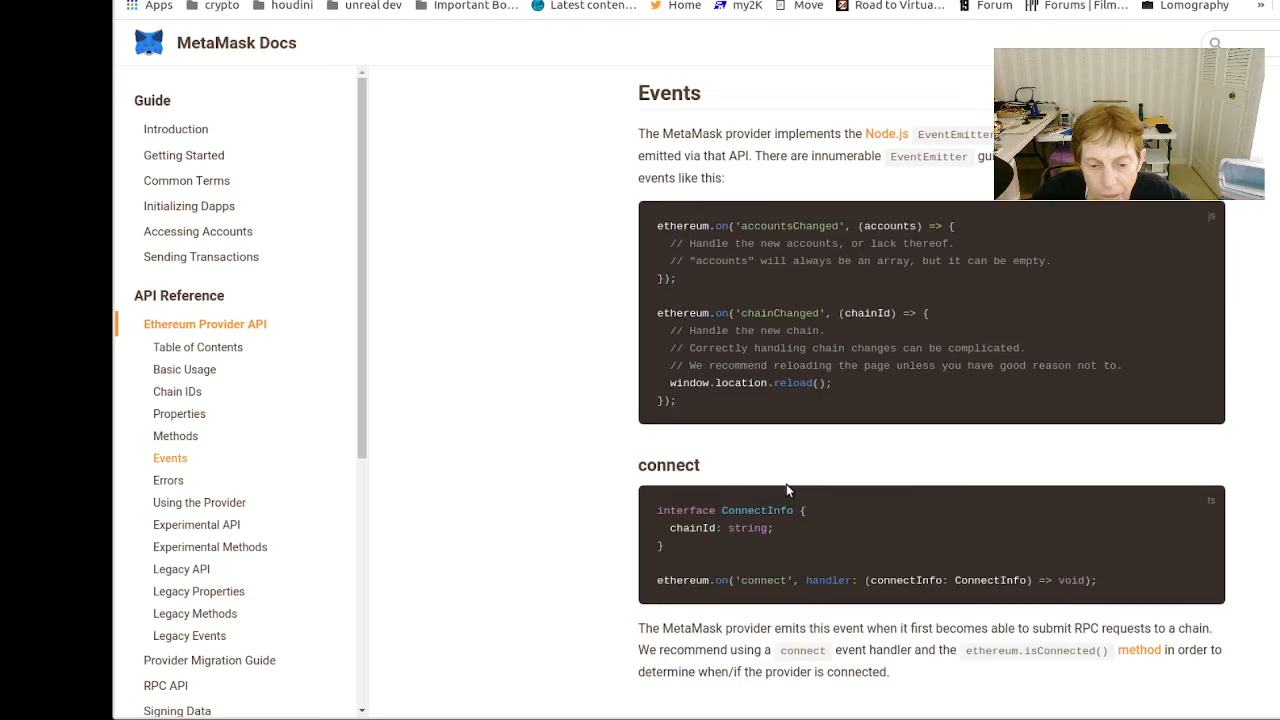 Apps crypto houdini unreal dev Important Bo... Latest conten... Home my2K Move Road to Virtua... Forum Forums | Film... Lomography »
MetaMask Docs
Guide
Introduction
Getting Started
Common Terms
Initializing Dapps
Accessing Accounts
Sending Transactions
API Reference
Ethereum Provider API
Table of Contents
Basic Usage
Chain IDs
Properties
Methods
Events
Errors
Using the Provider
Experimental API
Experimental Methods
Legacy API
Legacy Properties
Legacy Methods
Legacy Events
Provider Migration Guide
RPC API
Signing Data
Events
The MetaMask provider implements the Node.js EventEmitter
emitted via that API. There are innumerable EventEmitter
events like this:
js
ethereum.on('accountsChanged', (accounts) => {
// Handle the new accounts, or lack thereof.
// "accounts" will always be an array, but it can be empty.
});
ethereum.on('chainChanged', (chainId) => {
// Handle the new chain.
// Correctly handling chain changes can be complicated.
// We recommend reloading the page unless you have good reason not to.
window.location.reload();
});
connect
ts
interface ConnectInfo {
chainId: string;
}
ethereum.on('connect', handler: (connectInfo: ConnectInfo) => void);
The MetaMask provider emits this event when it first becomes able to submit RPC requests to a chain.
We recommend using a connect event handler and the ethereum.isConnected() method in order to
determine when/if the provider is connected.